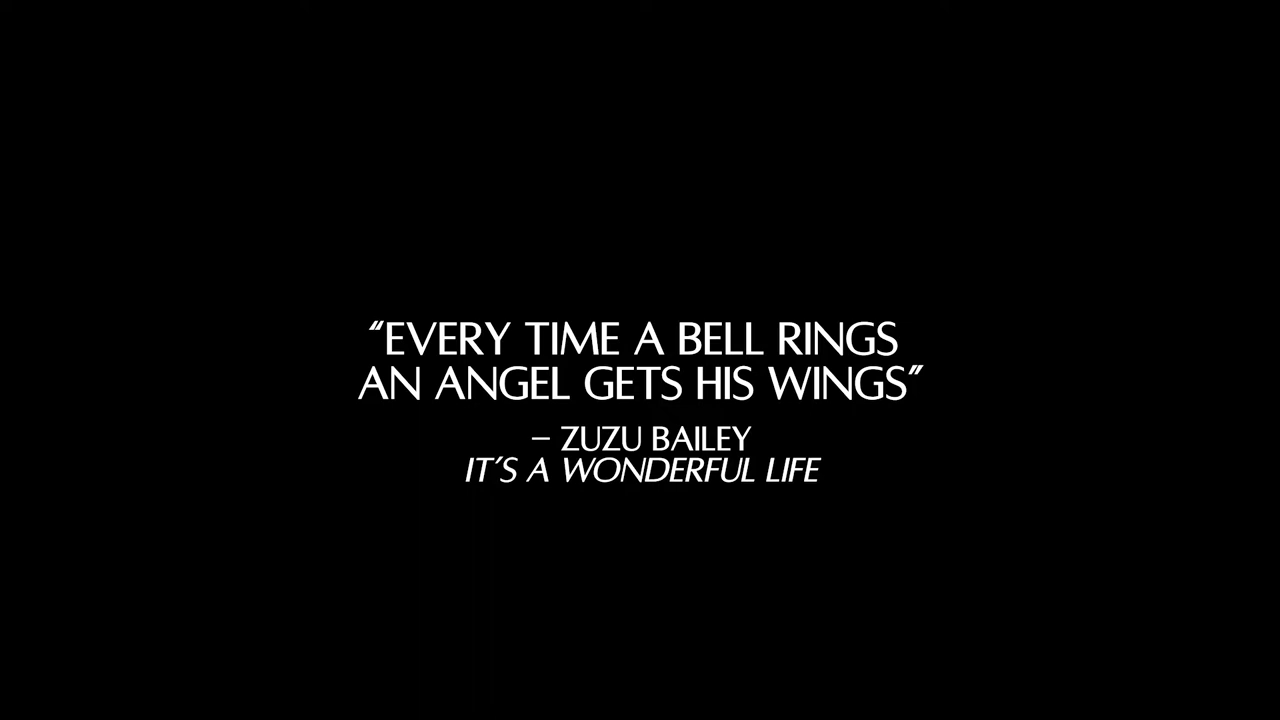 “EVERY TIME A BELL RINGS
AN ANGEL GETS HIS WINGS”
– ZUZU BAILEY
IT’S A WONDERFUL LIFE